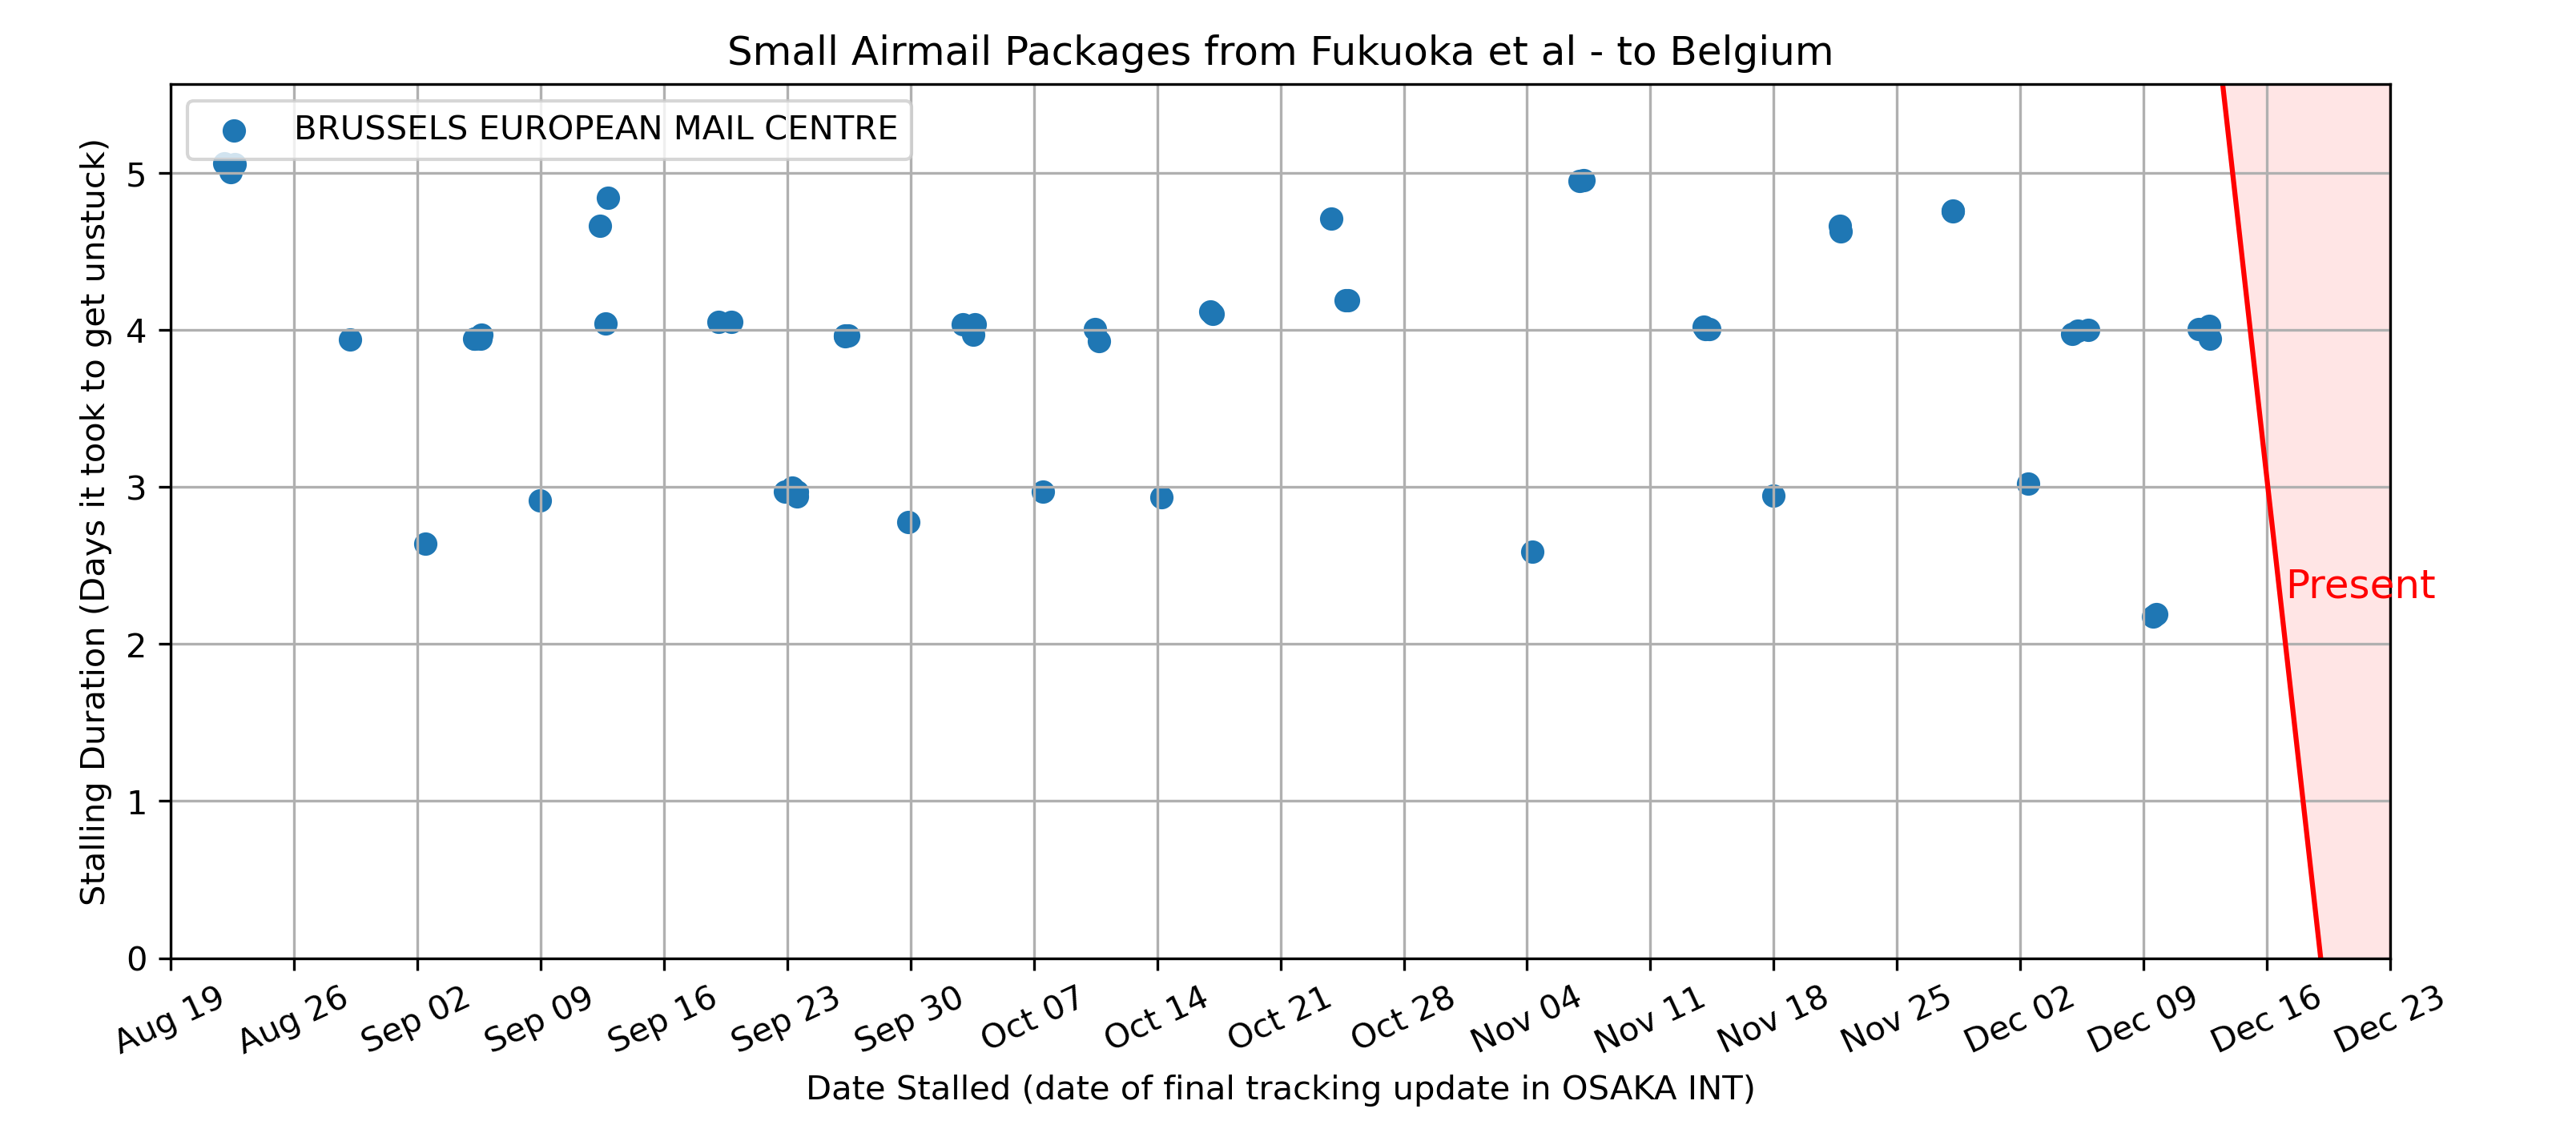 Small Airmail Packages from Fukuoka et al - to Belgium
BRUSSELS EUROPEAN MAIL CENTRE
Stalling Duration (Days it took to get unstuck)
5
4
3
2
1
0
Present
Aug 19
Aug 26
Sep 02
Sep 09
Sep 16
Sep 23
Sep 30
Oct 07
Oct 14
Oct 21
Oct 28
Nov 04
Nov 11
Nov 18
Nov 25
Dec 02
Dec 09
Dec 16
Dec 23
Date Stalled (date of final tracking update in OSAKA INT)